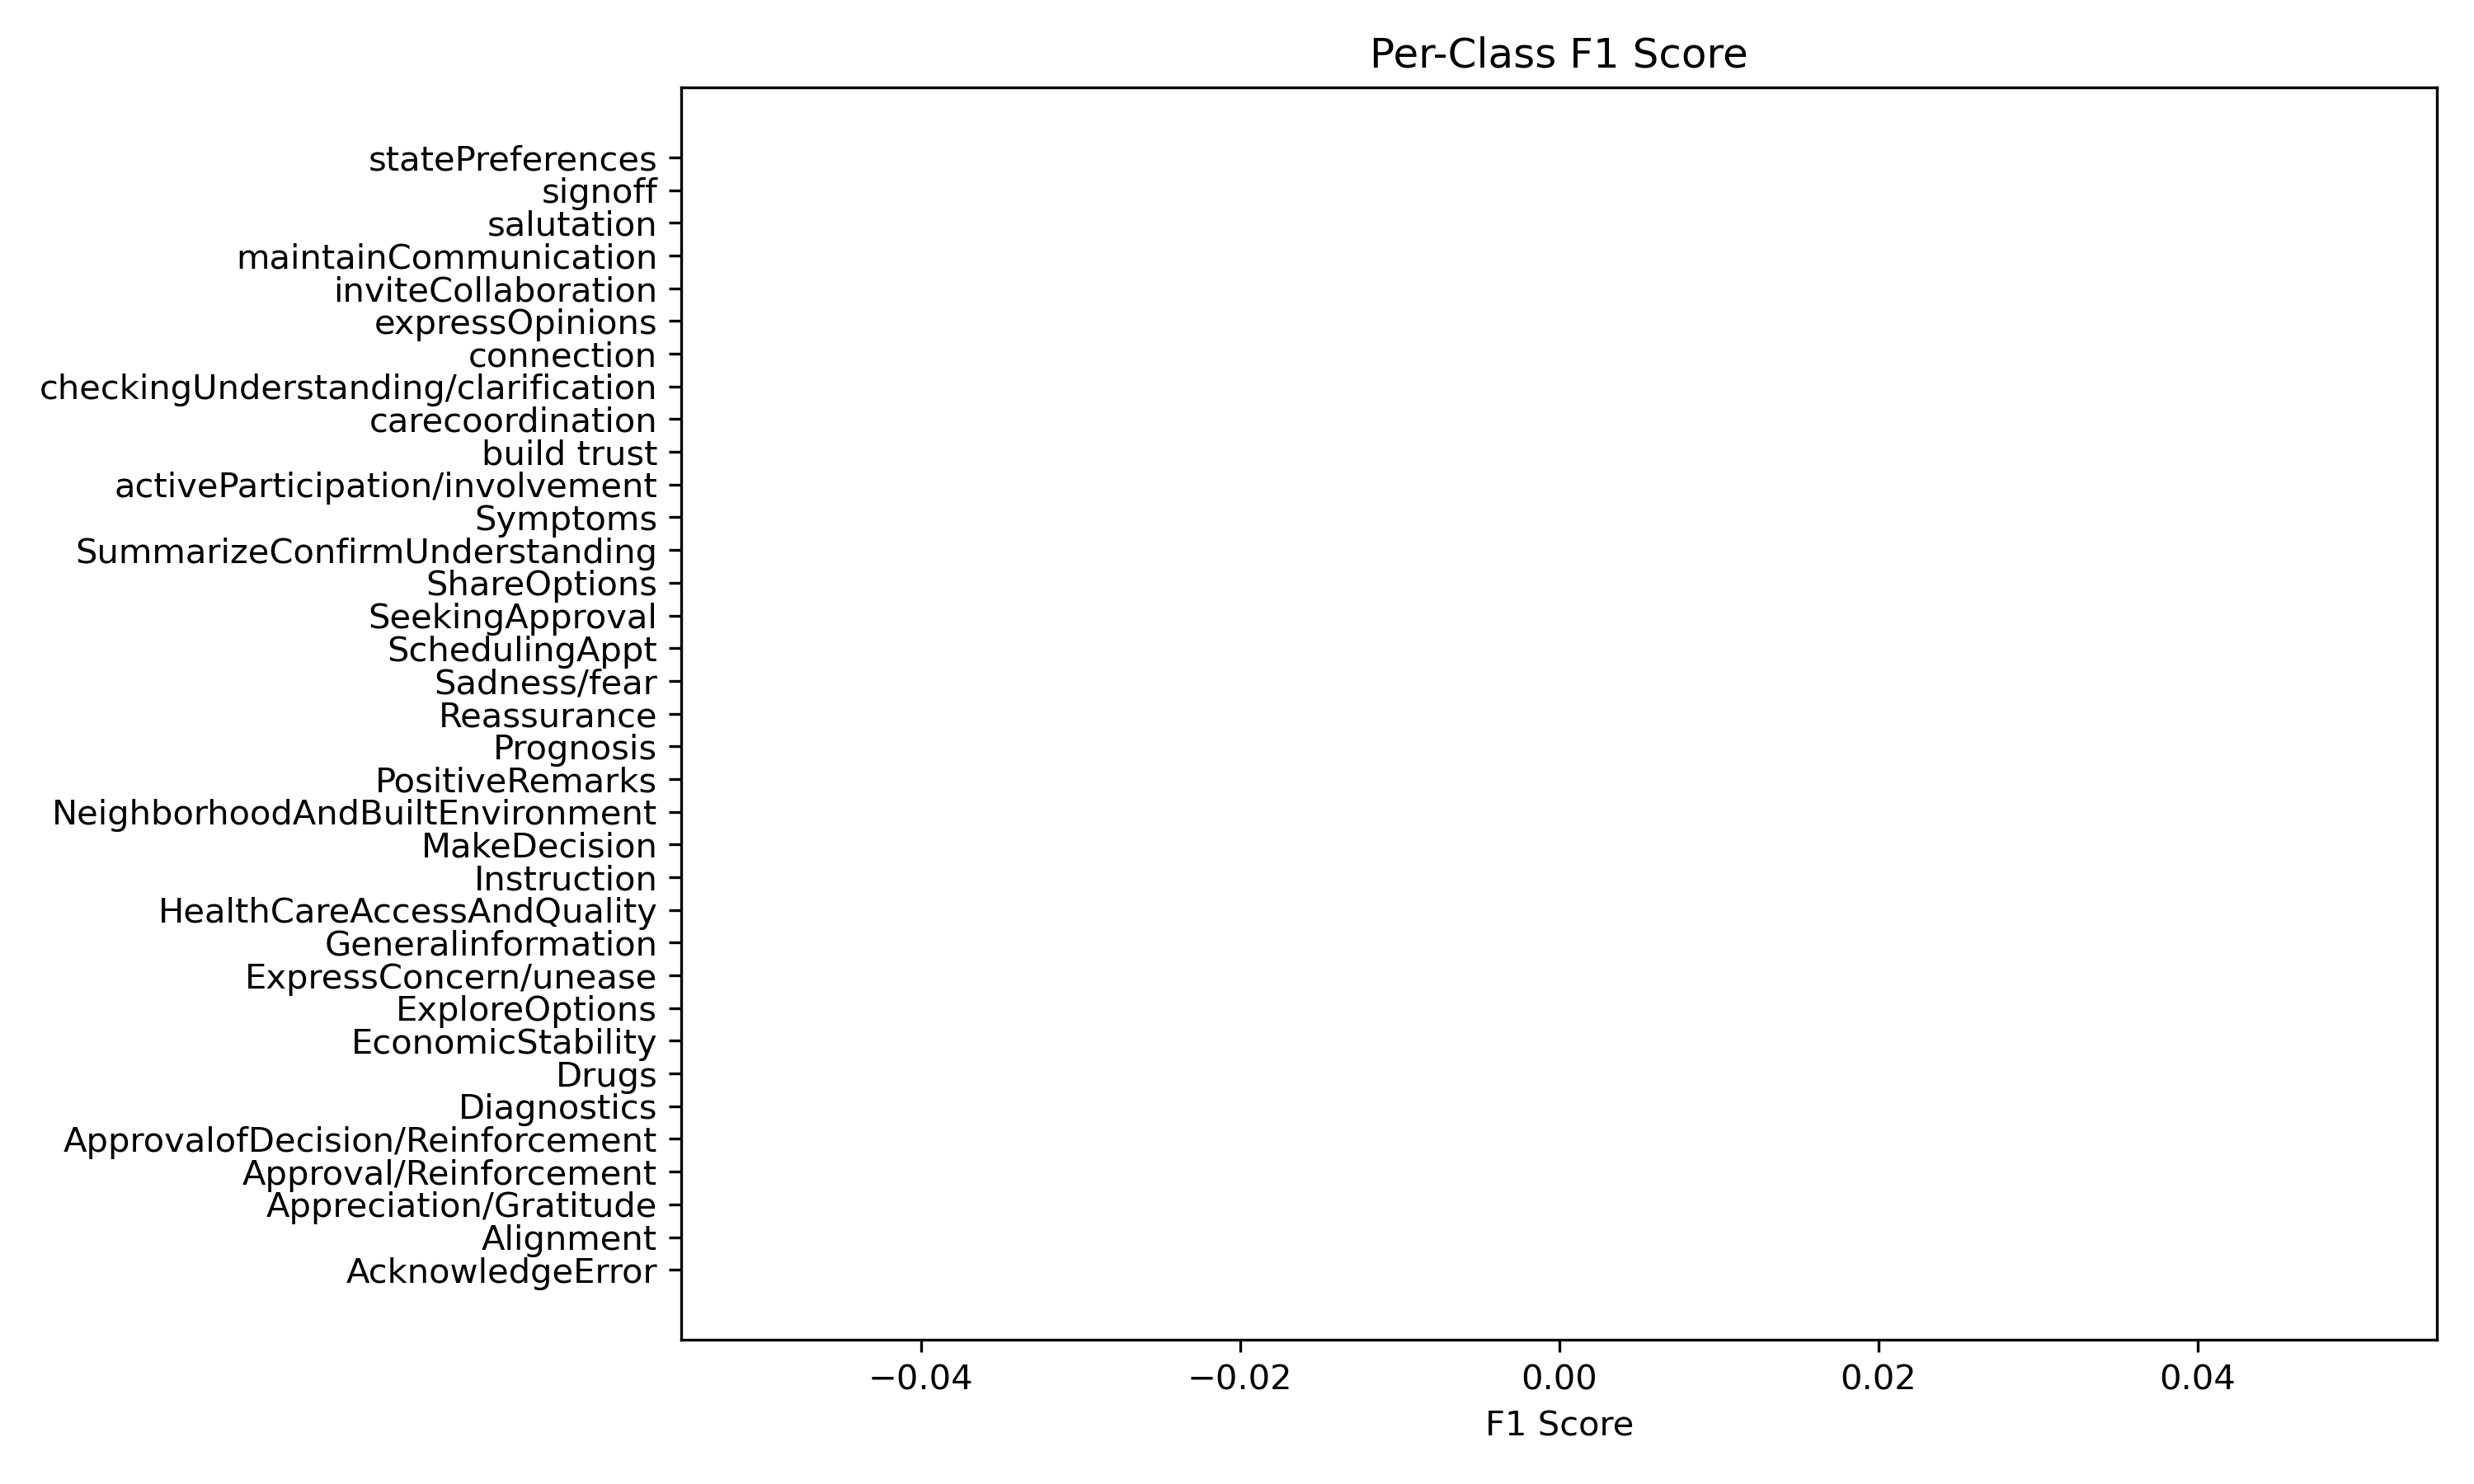 Per-Class F1 Score
statePreferences
signoff
salutation
maintainCommunication
inviteCollaboration
expressOpinions
connection
checkingUnderstanding/clarification
carecoordination
build trust
activeParticipation/involvement
Symptoms
SummarizeConfirmUnderstanding
ShareOptions
SeekingApproval
SchedulingAppt
Sadness/fear
Reassurance
Prognosis
PositiveRemarks
NeighborhoodAndBuiltEnvironment
MakeDecision
Instruction
HealthCareAccessAndQuality
GeneralInformation
ExpressConcern/unease
ExploreOptions
EconomicStability
Drugs
Diagnostics
ApprovalofDecision/Reinforcement
Approval/Reinforcement
Appreciation/Gratitude
Alignment
AcknowledgeError
−0.04 −0.02 0.00 0.02 0.04
F1 Score